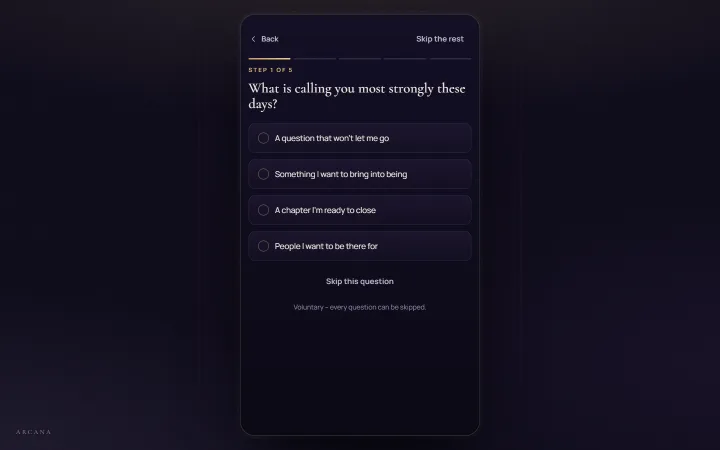 Back
Skip the rest
STEP 1 OF 5
What is calling you most strongly these
days?
A question that won't let me go
Something I want to bring into being
A chapter I'm ready to close
People I want to be there for
Skip this question
Voluntary – every question can be skipped.
ARCANA